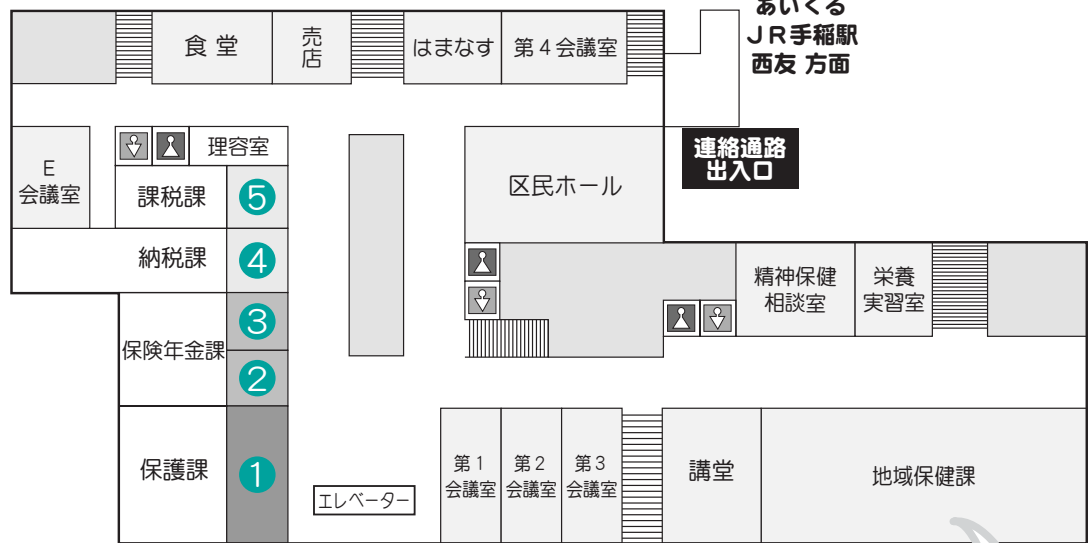 あいくる
JR手稲駅
西友 方面
食堂
売
店
はまなす
第4会議室
連絡通路
出入口
E
会議室
理容室
区民ホール
課税課
5
納税課
4
精神保健
相談室
栄養
実習室
3
保険年金課
2
保護課
1
エレベーター
第1
会議室
第2
会議室
第3
会議室
講堂
地域保健課